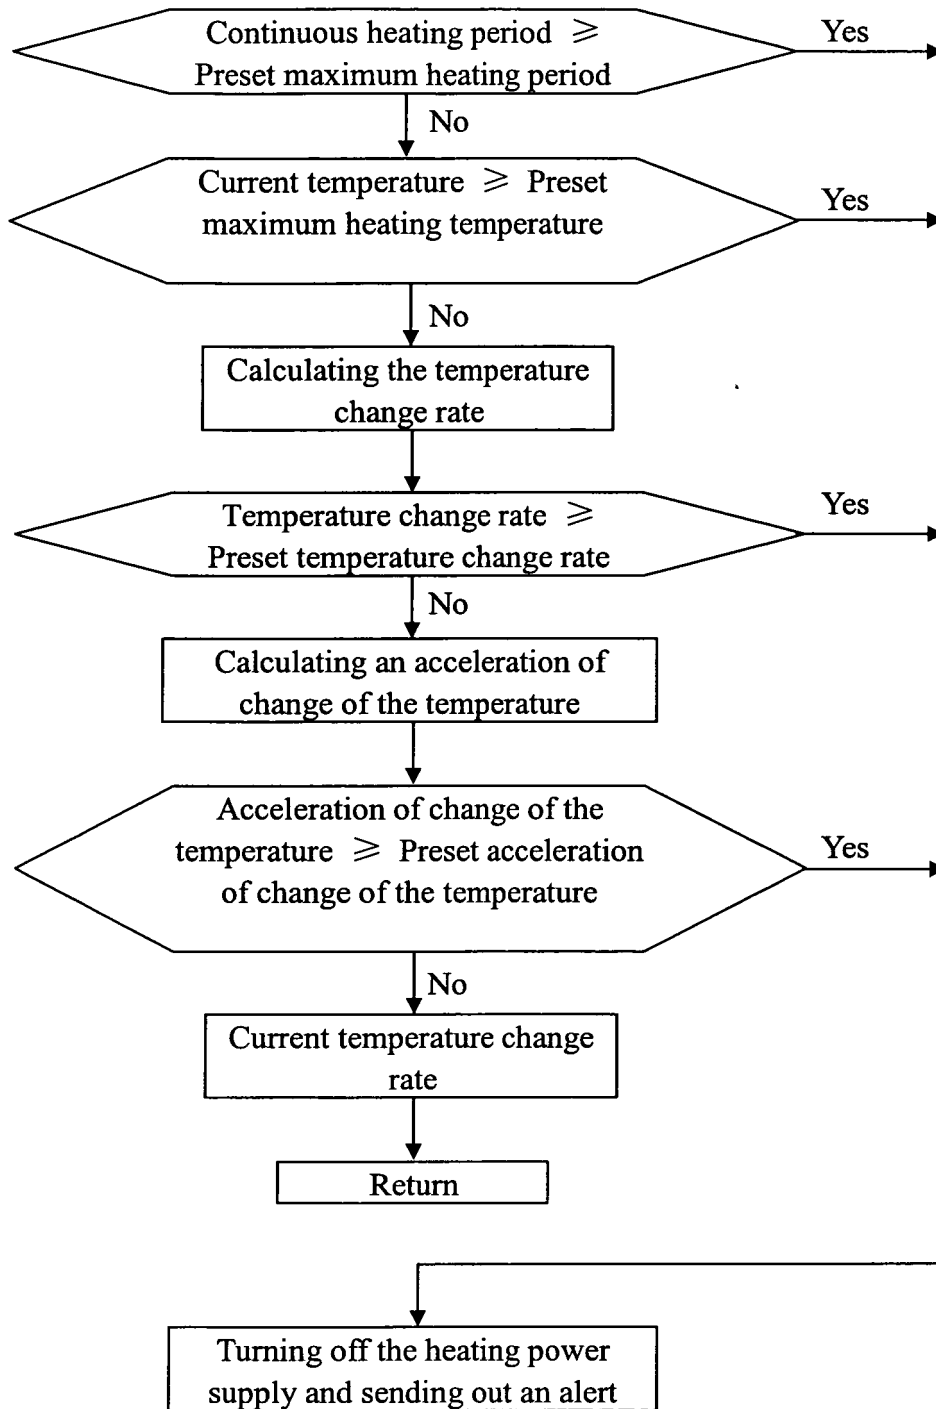 Continuous heating period ⩾
Preset maximum heating period
Yes
No
Current temperature ⩾ Preset
maximum heating temperature
Yes
No
Calculating the temperature
change rate
Temperature change rate ⩾
Preset temperature change rate
Yes
No
Calculating an acceleration of
change of the temperature
Acceleration of change of the
temperature ⩾ Preset acceleration
of change of the temperature
Yes
No
Current temperature change
rate
Return
Turning off the heating power
supply and sending out an alert